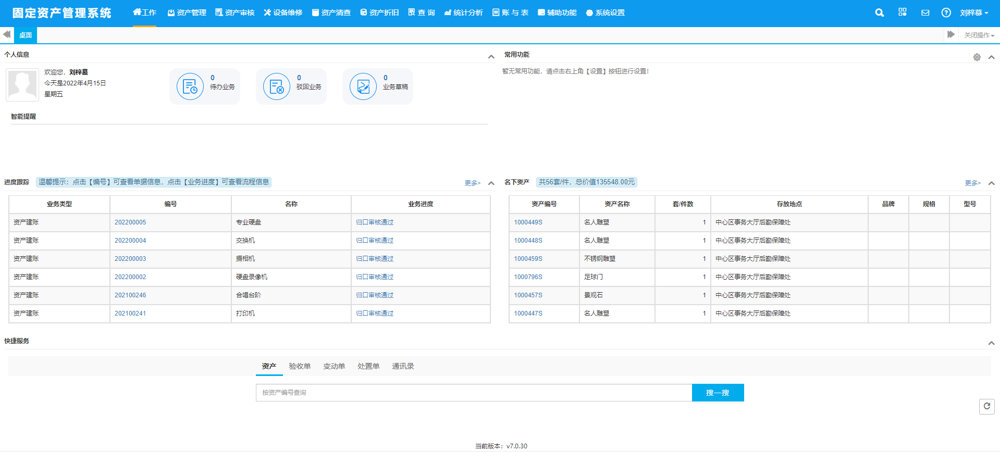 固定资产管理系统 工作 资产管理 资产审核 设备维修 资产清查 资产折旧 查 询 统计分析 账 与 表 辅助功能 系统设置 刘梓慕
桌面 关闭操作
个人信息
欢迎您，刘梓慕
今天是2022年4月15日
星期五
0
待办业务
0
驳回业务
0
业务草稿
智能提醒
常用功能
暂无常用功能，请点击右上角【设置】按钮进行设置！
进度跟踪 温馨提示：点击【编号】可查看单据信息，点击【业务进度】可查看流程信息 更多>
业务类型 编号 名称 业务进度
资产建账 202200005 专业硬盘 归口审核通过
资产建账 202200004 交换机 归口审核通过
资产建账 202200003 摄相机 归口审核通过
资产建账 202200002 硬盘录像机 归口审核通过
资产建账 202100246 合唱台阶 归口审核通过
资产建账 202100241 打印机 归口审核通过
名下资产 共56套/件，总价值135548.00元 更多>
资产编号 资产名称 套/件数 存放地点 品牌 规格 型号
1000449S 名人雕塑 1 中心区事务大厅后勤保障处
1000448S 名人雕塑 1 中心区事务大厅后勤保障处
1000459S 不锈钢雕塑 1 中心区事务大厅后勤保障处
1000796S 足球门 1 中心区事务大厅后勤保障处
1000457S 景观石 1 中心区事务大厅后勤保障处
1000447S 名人雕塑 1 中心区事务大厅后勤保障处
快捷服务
资产 验收单 变动单 处置单 通讯录
按资产编号查询 搜一搜
当前版本：v7.0.30